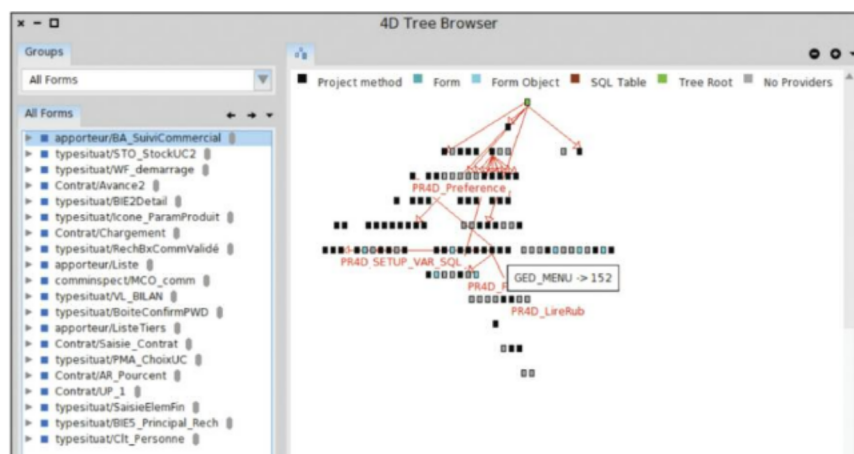 4D Tree Browser
Groups
All Forms
All Forms
apporteur/BA_SuiviCommercial
typesituat/STO_StockUC2
typesituat/WF_demarrage
Contrat/Avance2
typesituat/BIE2Detail
typesituat/Icone_ParamProduit
Contrat/Chargement
typesituat/RechBxCommValidé
apporteur/Liste
comminspect/MCO_comm
typesituat/VL_BILAN
typesituat/BoiteConfirmPWD
apporteur/ListeTiers
Contrat/Saisie_Contrat
typesituat/PMA_ChoixUC
Contrat/AR_Pourcent
Contrat/UP_1
typesituat/SaisieElemFin
typesituat/BIE5_Principal_Rech
typesituat/Clt_Personne
Project method Form Form Object SQL Table Tree Root No Providers
PR4D_Preference
PR4D_SETUP_VAR_SQL
GED_MENU ->152
PR4D_LireRub